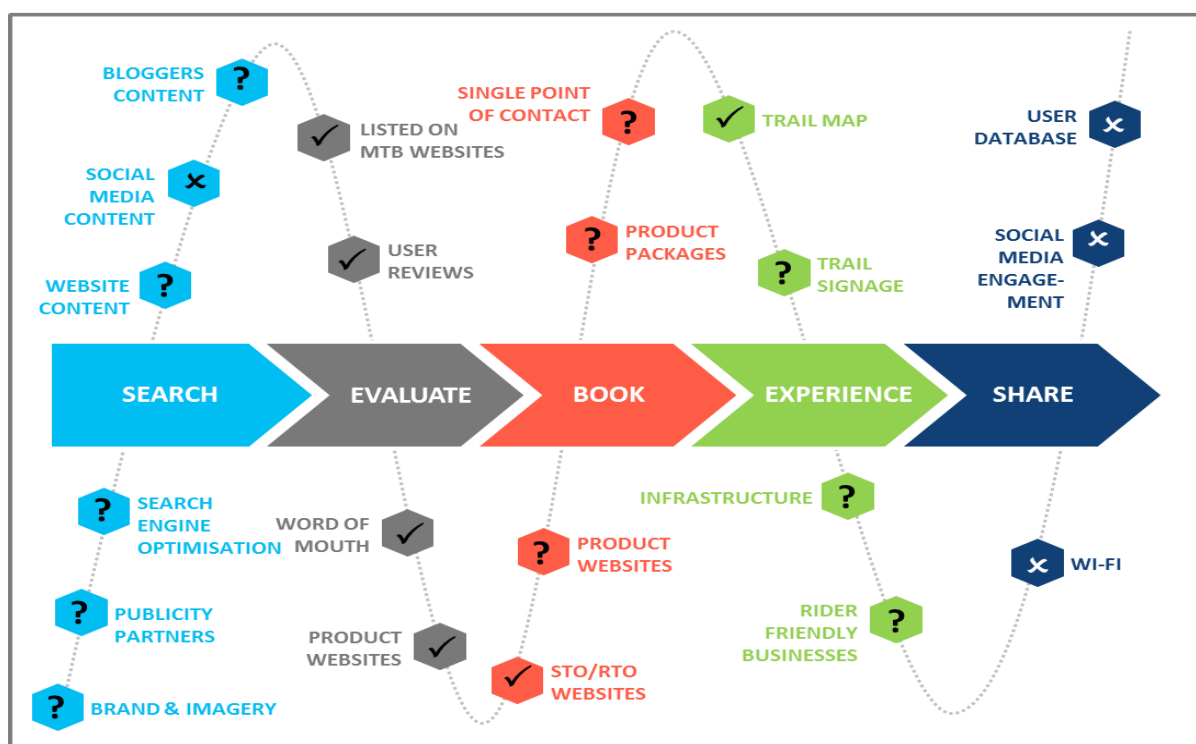 BLOGGERS
CONTENT
?
SOCIAL
MEDIA
CONTENT
WEBSITE
CONTENT
?
LISTED ON
MTB WEBSITES
USER
REVIEWS
SINGLE POINT
OF CONTACT
?
PRODUCT
PACKAGES
?
TRAIL MAP
TRAIL
SIGNAGE
?
USER
DATABASE
SOCIAL
MEDIA
ENGAGE-
MENT
SEARCH
EVALUATE
BOOK
EXPERIENCE
SHARE
?
SEARCH
ENGINE
OPTIMISATION
?
PUBLICITY
PARTNERS
?
BRAND & IMAGERY
WORD OF
MOUTH
PRODUCT
WEBSITES
?
PRODUCT
WEBSITES
STO/RTO
WEBSITES
INFRASTRUCTURE
?
RIDER
FRIENDLY
BUSINESSES
?
WI-FI